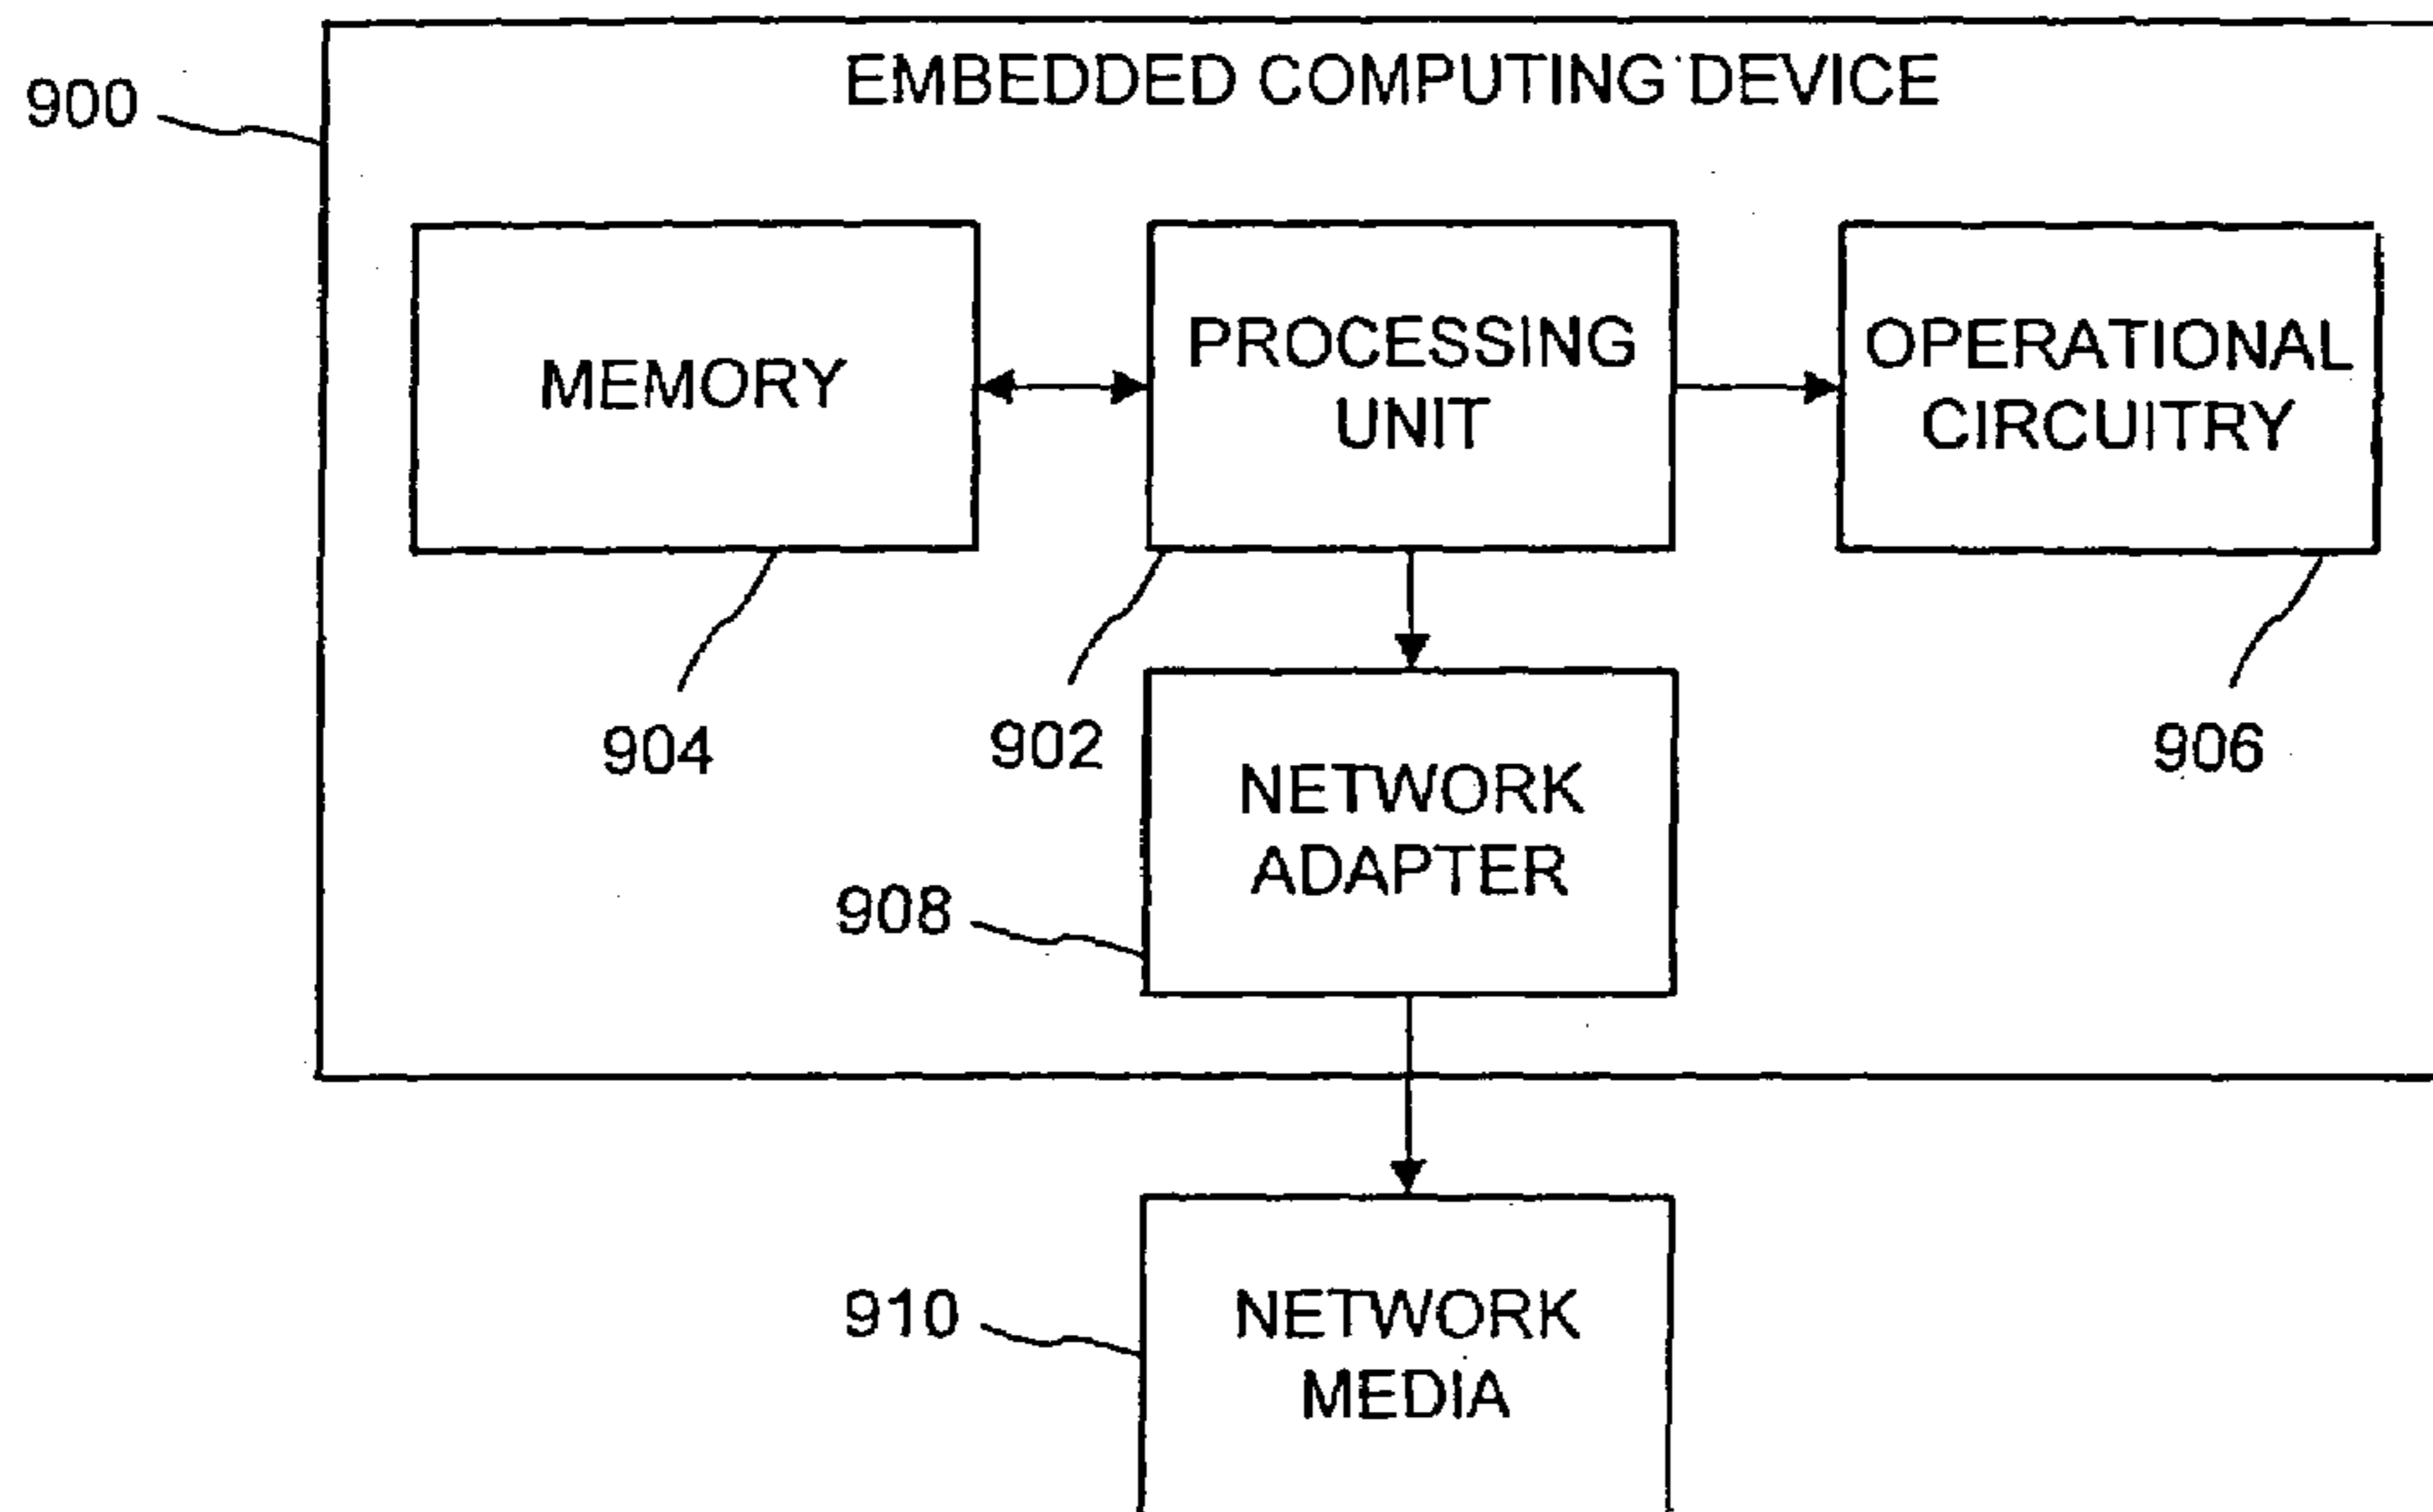 EMBEDDED COMPUTING DEVICE
900
MEMORY
PROCESSING
UNIT
OPERATIONAL
CIRCUITRY
904
902
906
NETWORK
ADAPTER
908
910
NETWORK
MEDIA